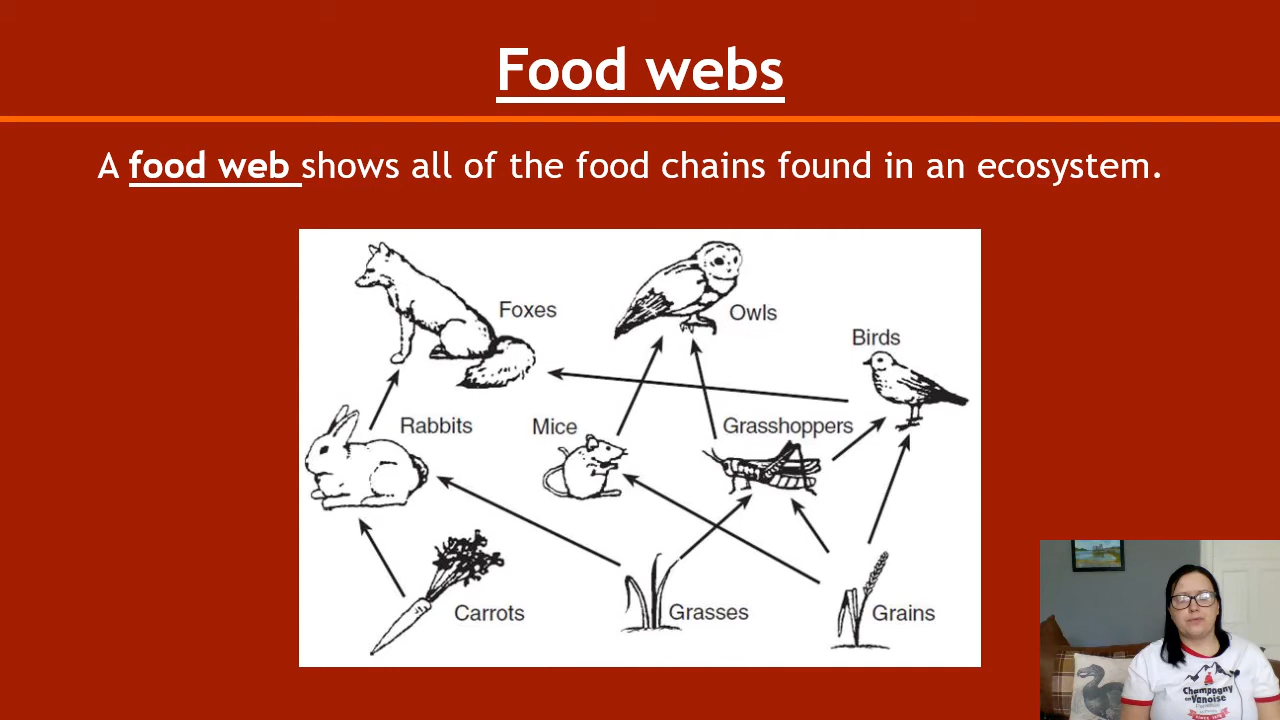 Food webs
A food web shows all of the food chains found in an ecosystem.
Foxes
Owls
Birds
Rabbits
Mice
Grasshoppers
Carrots
Grasses
Grains
Champagny
en Vanoise